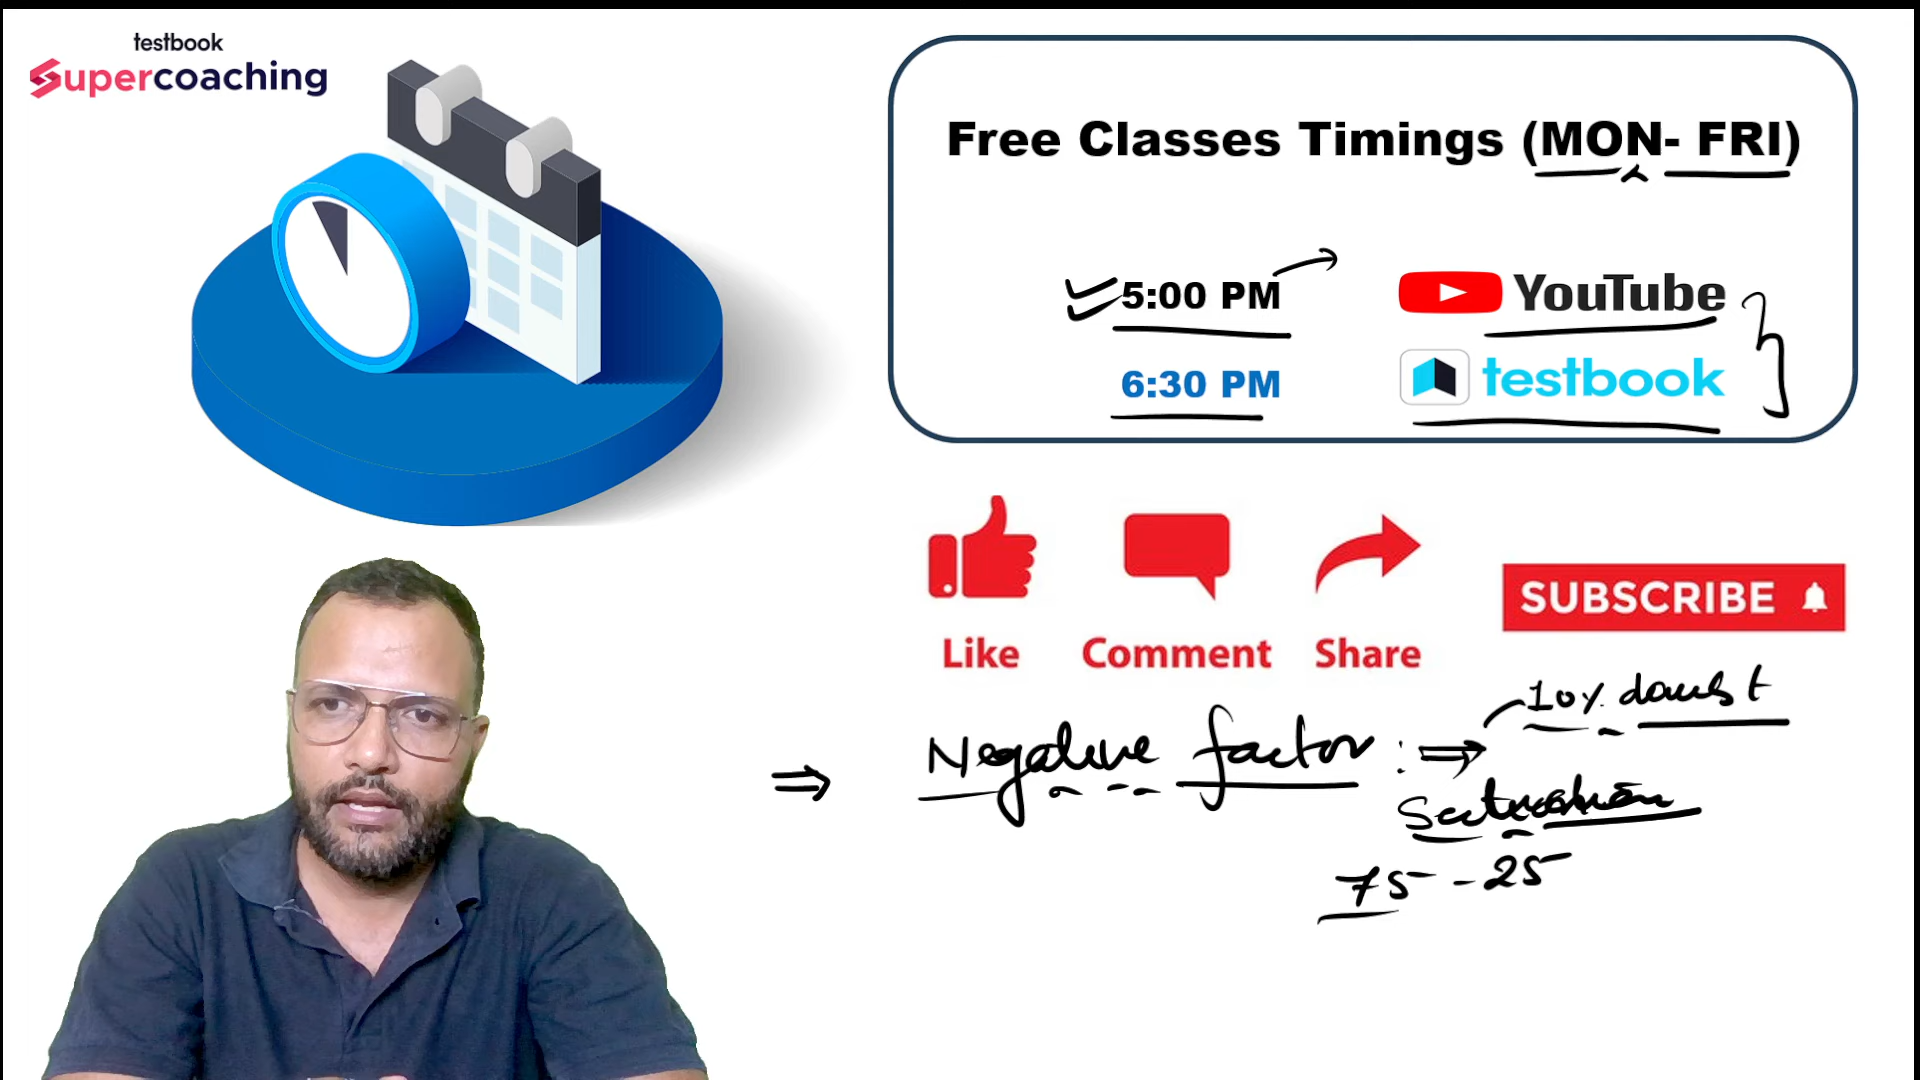 testbook
Supercoaching
Free Classes Timings (MON- FRI)
5:00 PM
YouTube
6:30 PM
testbook
Like
Comment
Share
SUBSCRIBE
10%. doubt
Negative factor :
75 - 25